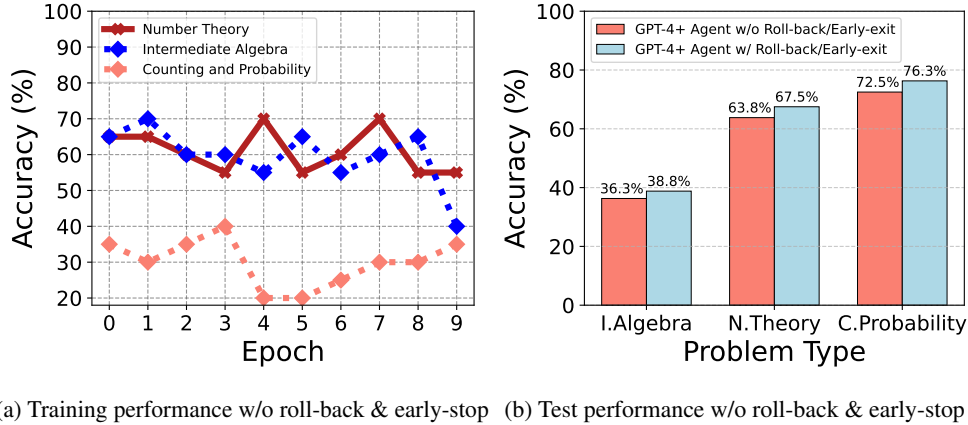 100
90
80
70
60
50
40
30
20
Accuracy (%)
Number Theory
Intermediate Algebra
Counting and Probability
0 1 2 3 4 5 6 7 8 9
Epoch
100
80
60
40
20
0
Accuracy (%)
GPT-4+ Agent w/o Roll-back/Early-exit
GPT-4+ Agent w/ Roll-back/Early-exit
36.3% 38.8%
63.8% 67.5%
72.5% 76.3%
I.Algebra N.Theory C.Probability
Problem Type
a) Training performance w/o roll-back & early-stop
(b) Test performance w/o roll-back & early-stop